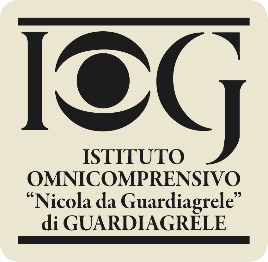 IOG
ISTITUTO
OMNICOMPRENSIVO
“Nicola da Guardiagrele”
di GUARDIAGRELE